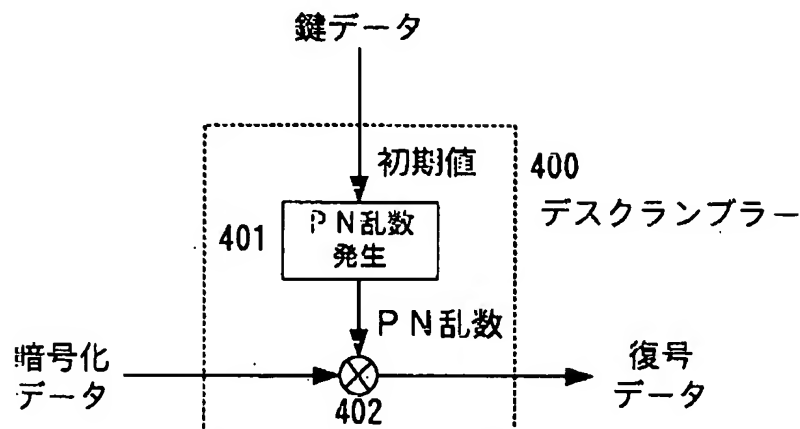 鍵データ
初期値
400
デスクランブラー
401
PN乱数
発生
PN乱数
暗号化
データ
402
復号
データ